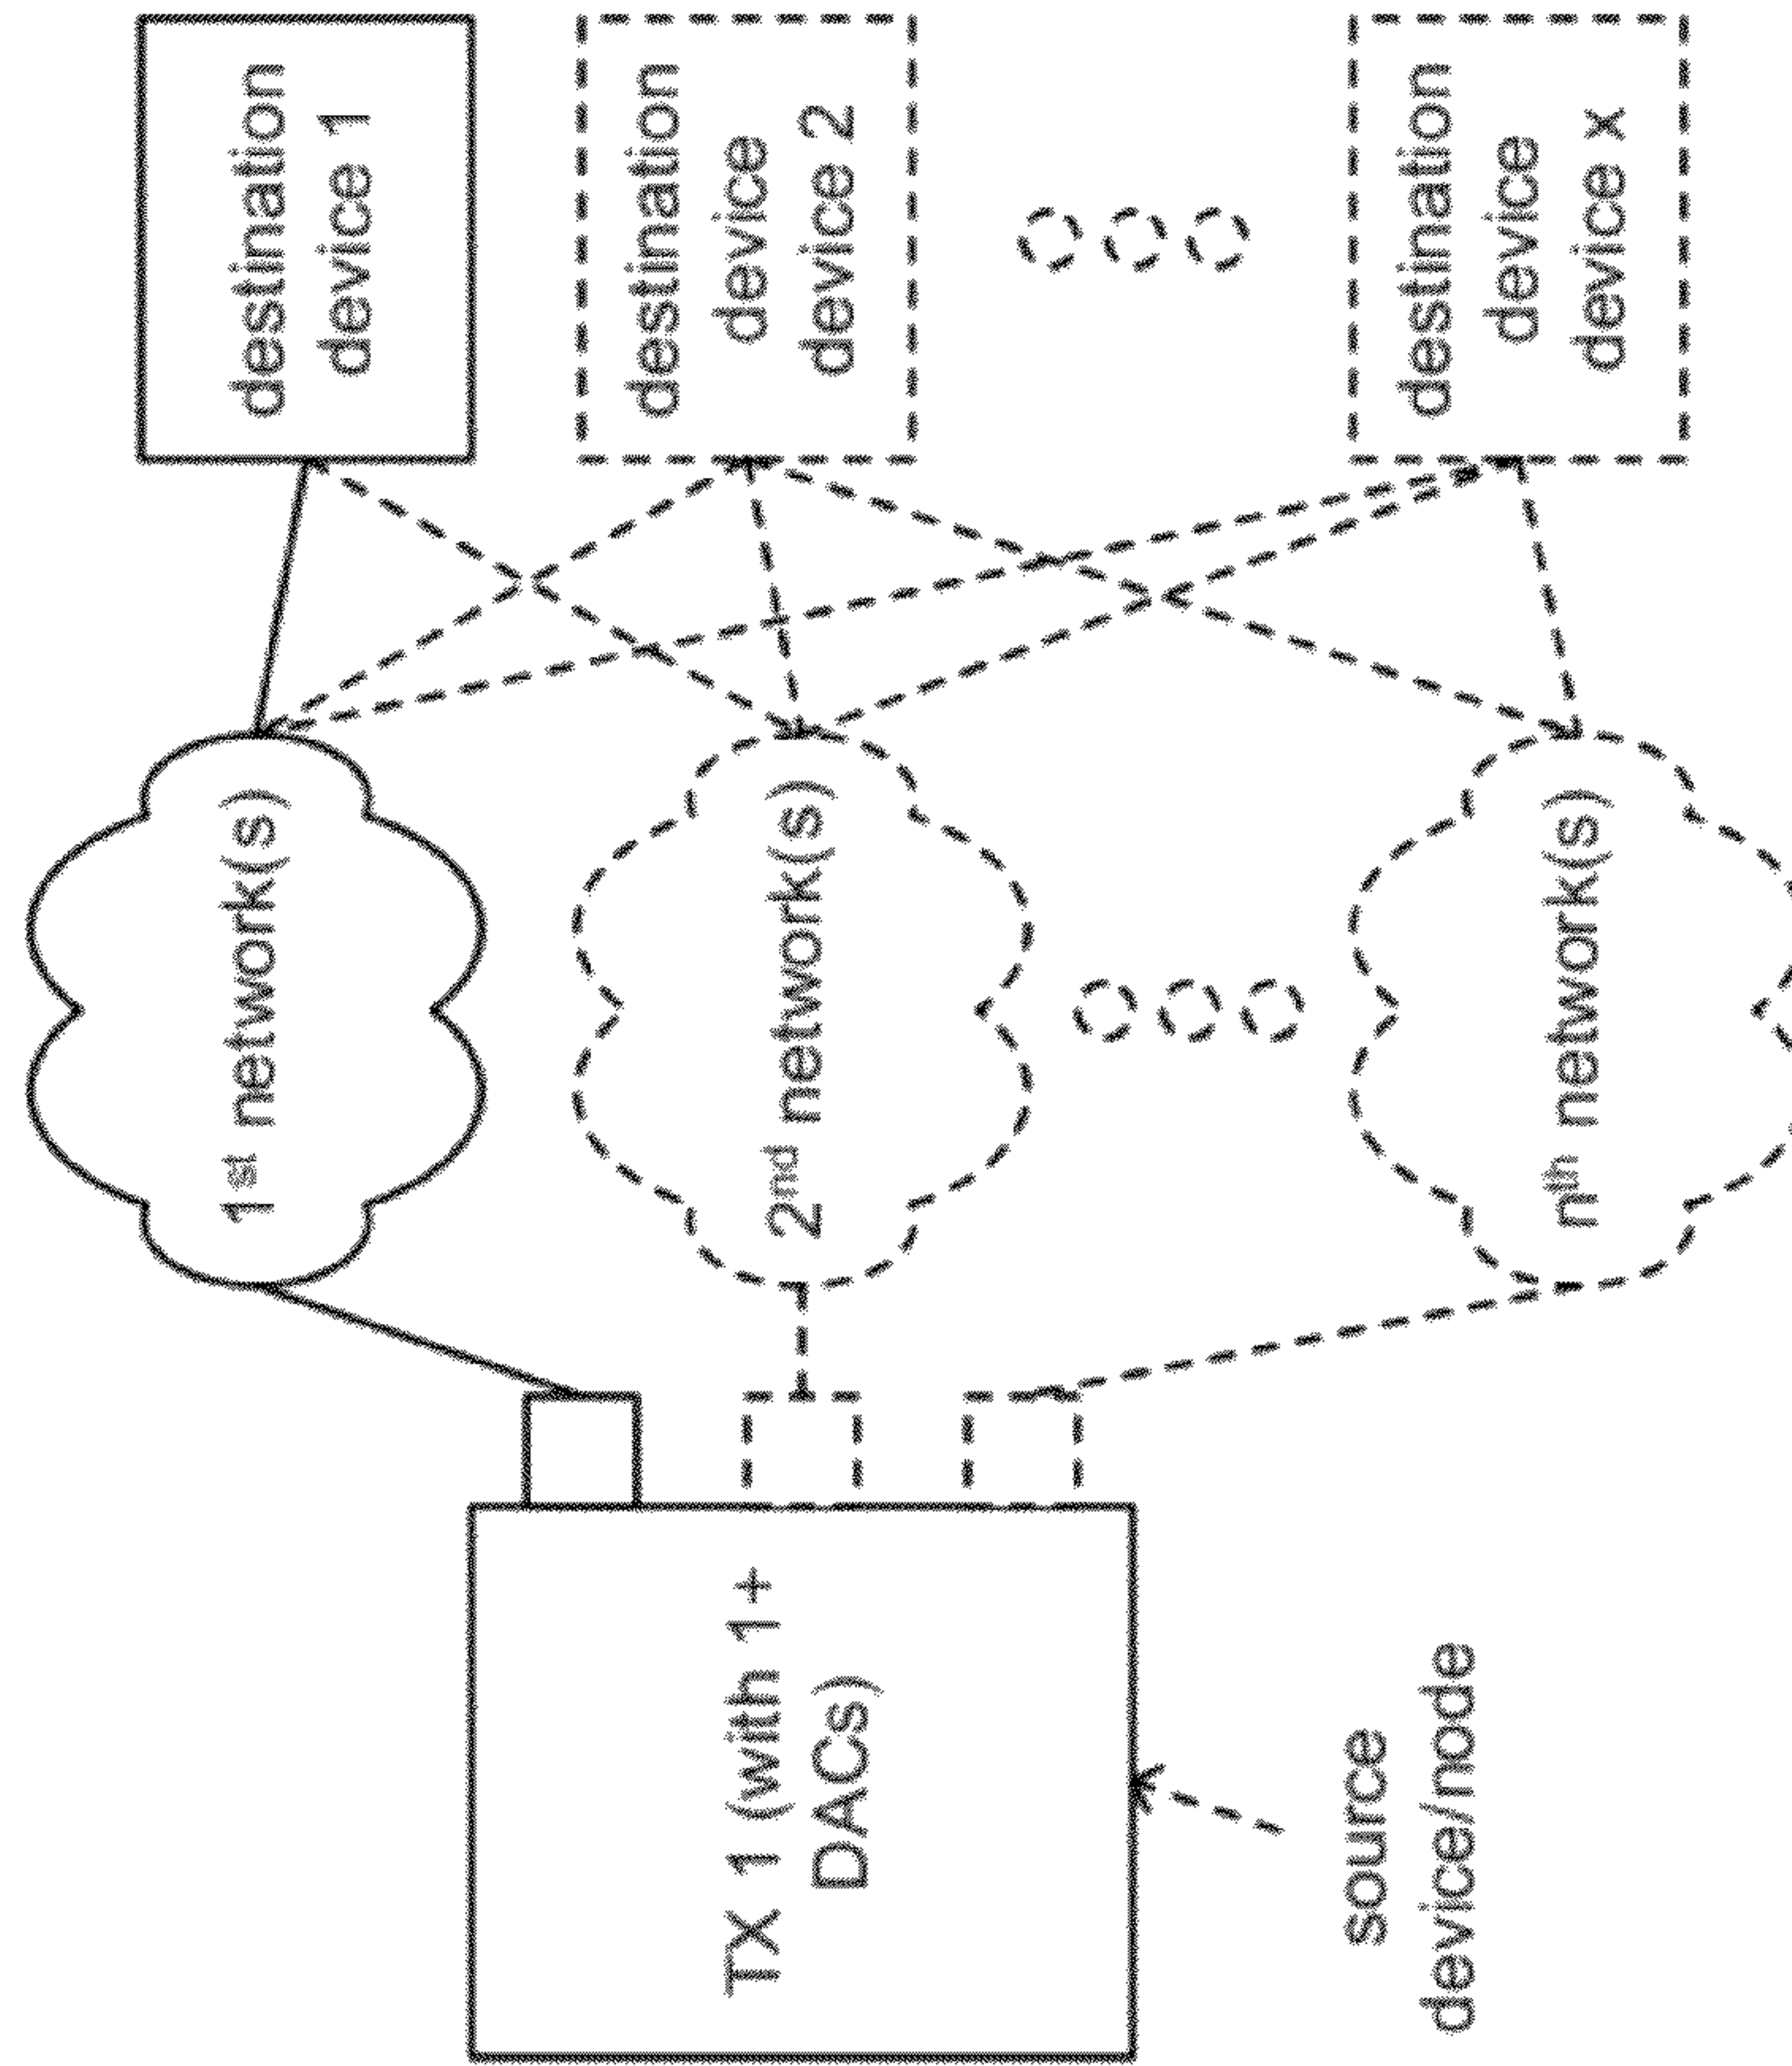 TX 1 (with 1+
DACs)
source
device/node
1st network(s)
2nd network(s)
nth network(s)
destination
device 1
destination
device
device 2
destination
device
device x